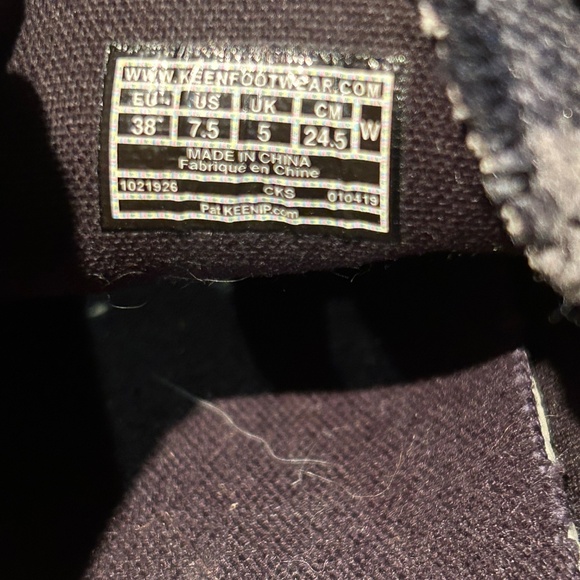 WWW.KEENFOOTWEAR.COM
EU US UK CM
38 7.5 5 24.5 W
MADE IN CHINA
Fabriqué en Chine
1021926 CKS 010419
Pat.KEENIP.com